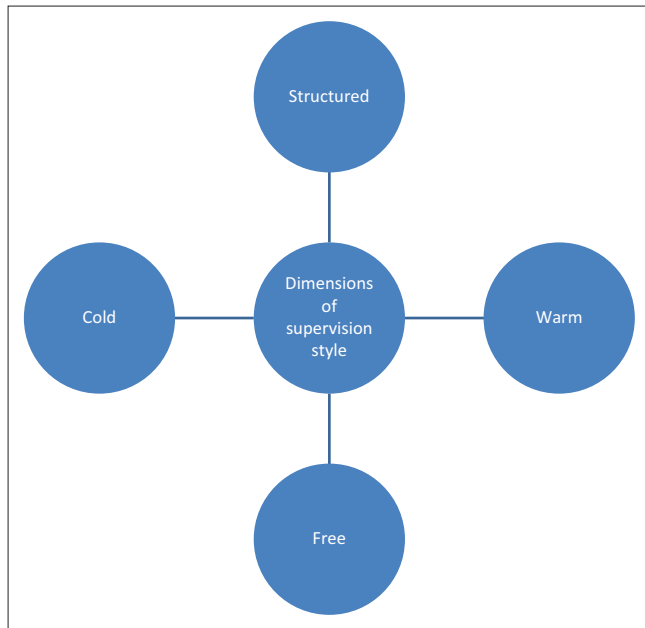 Structured
Cold
Dimensions
of
supervision
style
Warm
Free